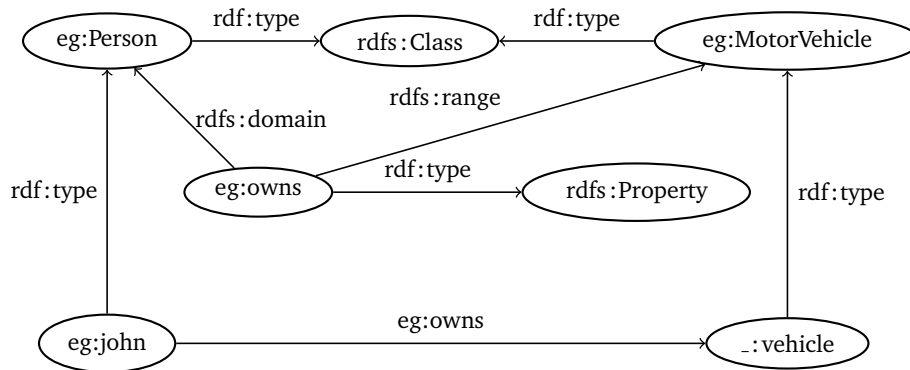 rdf:type
rdf:type
eg:Person
rdfs:Class
eg:MotorVehicle
rdfs:range
rdfs:domain
rdf:type
rdf:type
eg:owns
rdfs:Property
rdf:type
eg:owns
eg:john
_:vehicle